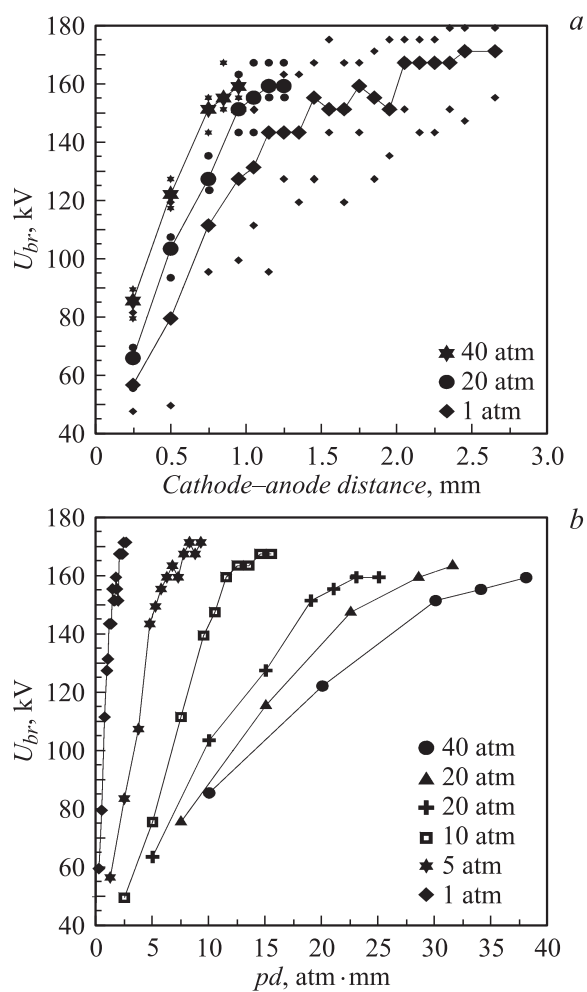 a
180
160
140
120
100
80
60
40
U_br, kV
40 atm
20 atm
1 atm
0 0.5 1.0 1.5 2.0 2.5 3.0
Cathode–anode distance, mm
b
180
160
140
120
100
80
60
40
U_br, kV
40 atm
20 atm
20 atm
10 atm
5 atm
1 atm
0 5 10 15 20 25 30 35 40
pd, atm · mm